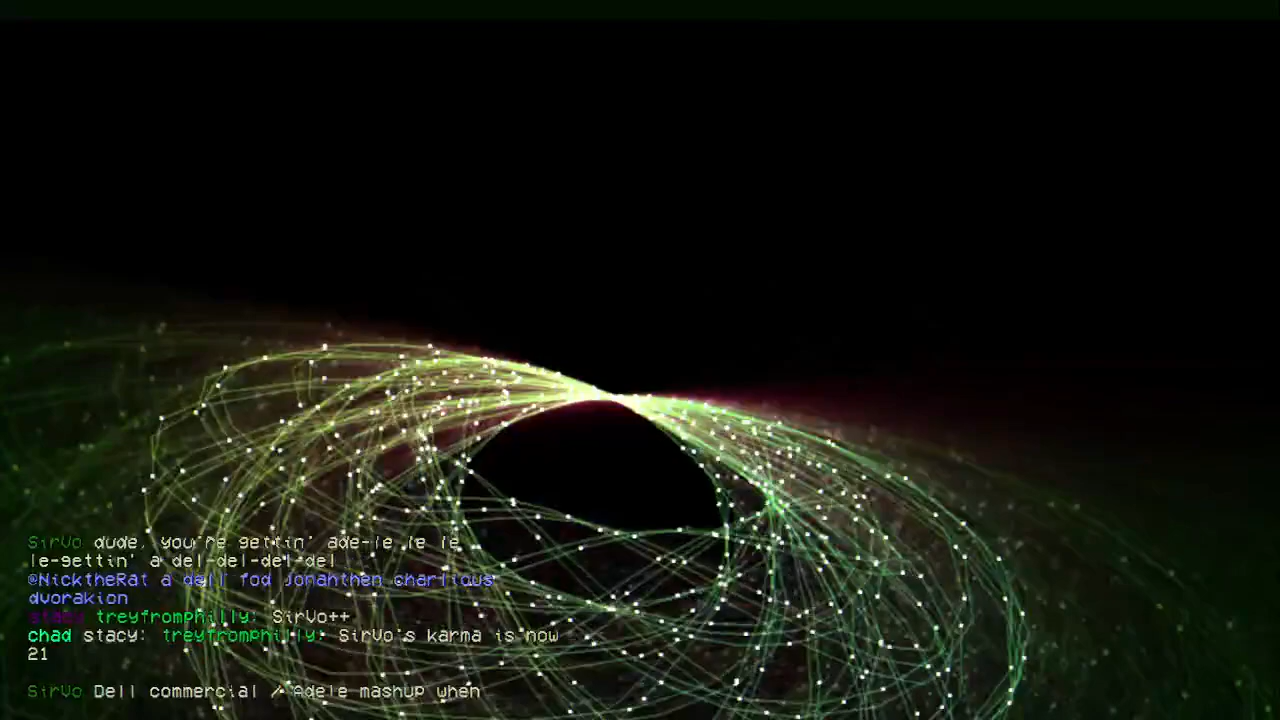 SirVo dude, you're gettin' ade-le le le
le-gettin' a del-del-del-del
@NicktheRat a dell fod Jonahthen charlious
dvorakion
stacy treyfromphilly: SirVo++
chad stacy: treyfromphilly: SirVo's karma is now
21
SirVo Dell commercial / Adele mashup when